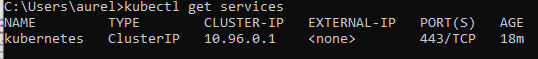 C:\Users\aurel>kubectl get services
NAME TYPE CLUSTER-IP EXTERNAL-IP PORT(S) AGE
kubernetes ClusterIP 10.96.0.1 <none> 443/TCP 18m